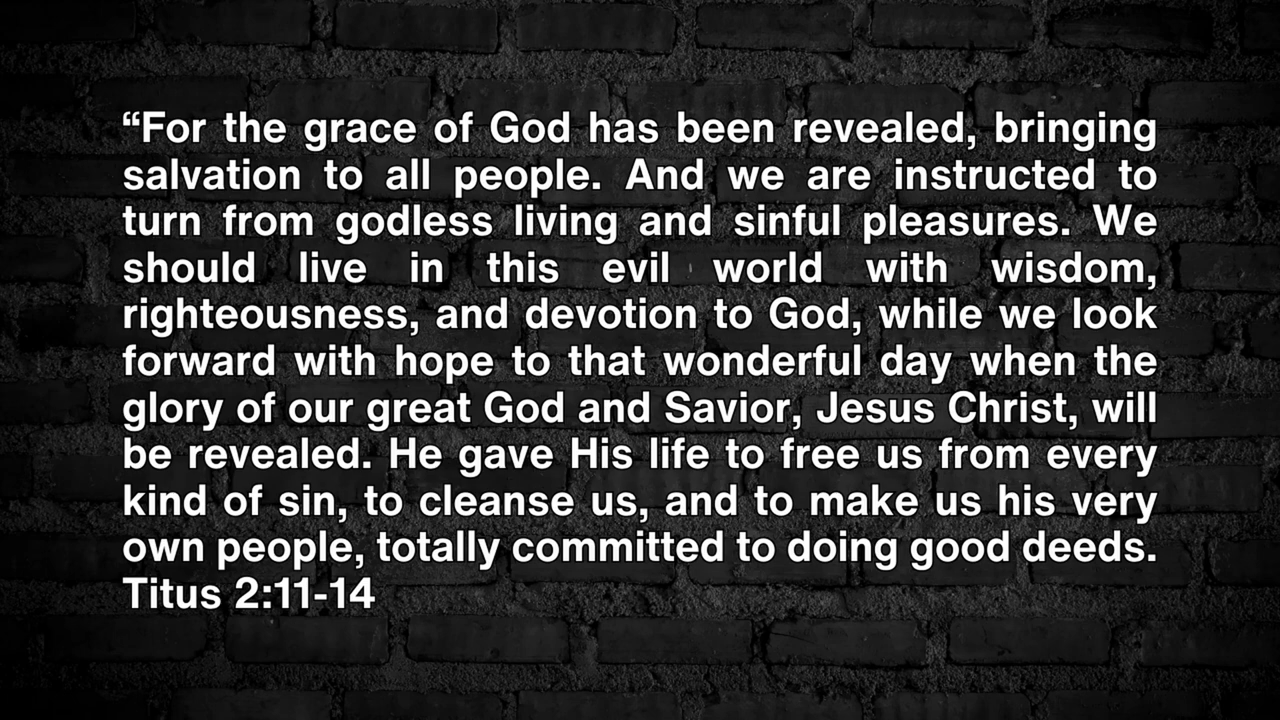 “For the grace of God has been revealed, bringing
salvation to all people. And we are instructed to
turn from godless living and sinful pleasures. We
should live in this evil world with wisdom,
righteousness, and devotion to God, while we look
forward with hope to that wonderful day when the
glory of our great God and Savior, Jesus Christ, will
be revealed. He gave His life to free us from every
kind of sin, to cleanse us, and to make us his very
own people, totally committed to doing good deeds.
Titus 2:11-14